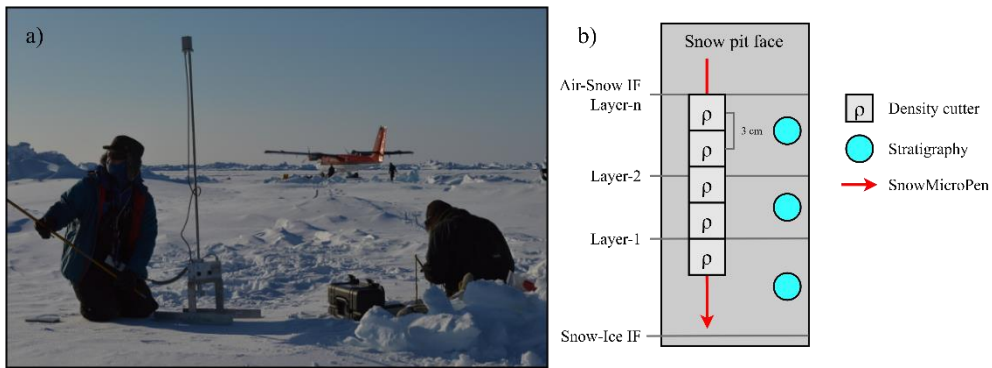 a)
b)
Snow pit face
Air-Snow IF
Layer-n
ρ
Density cutter
3 cm
ρ
Stratigraphy
Layer-2
ρ
SnowMicroPen
ρ
Layer-1
ρ
Snow-Ice IF